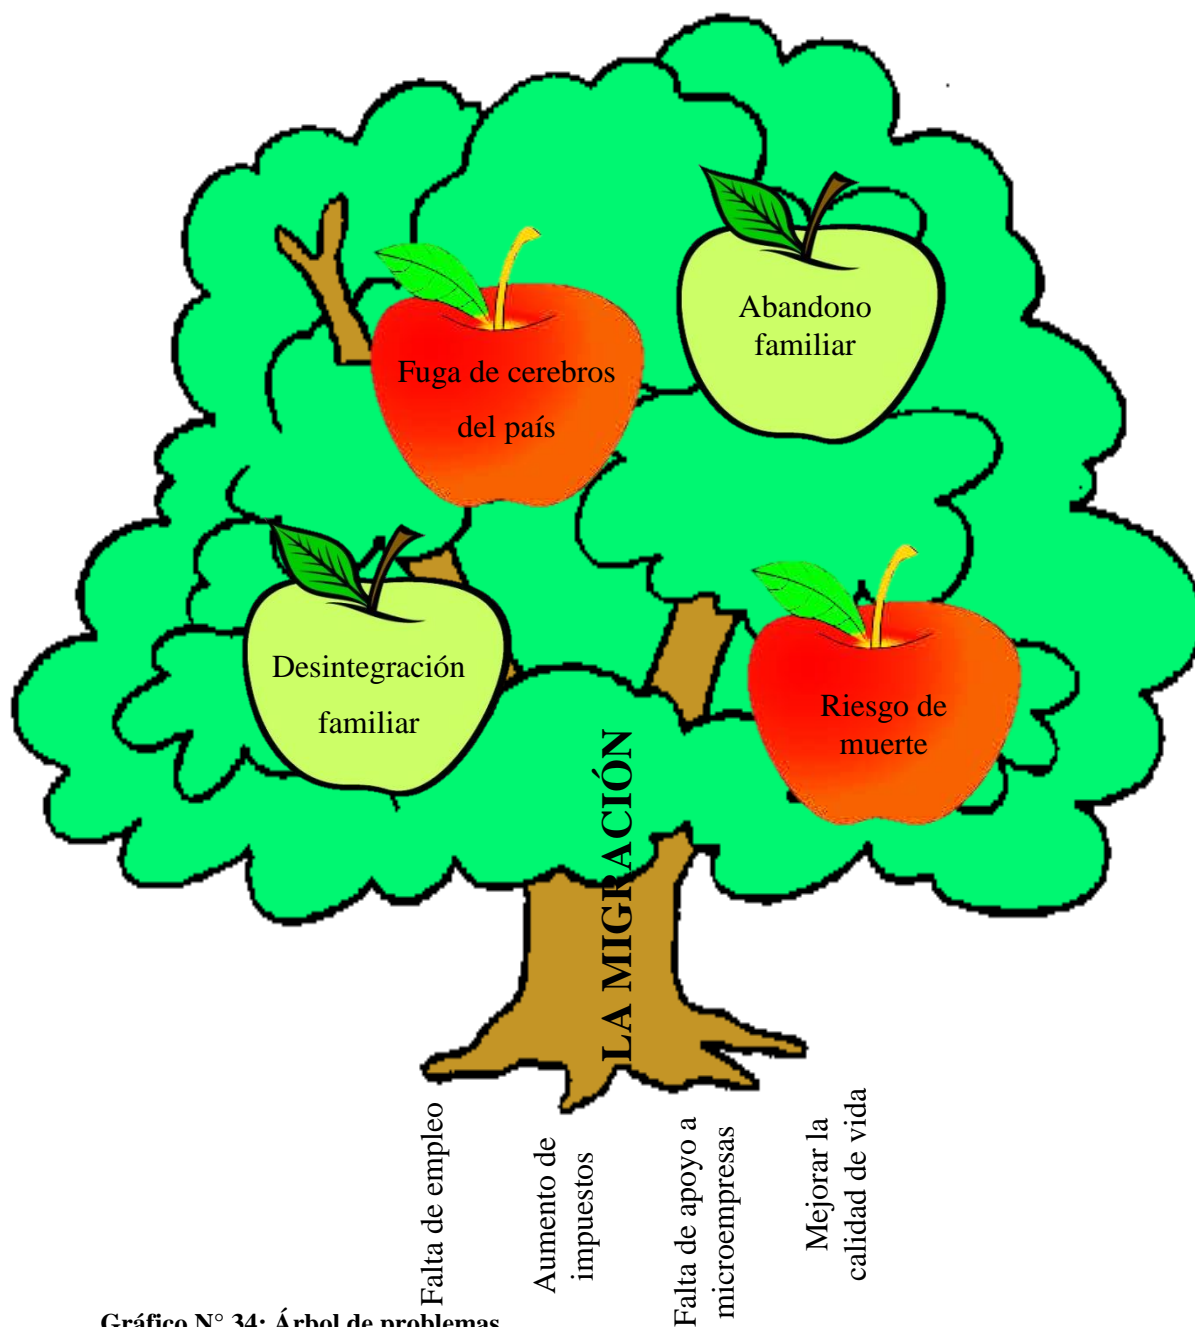 Abandono
familiar
Fuga de cerebros
del país
Desintegración
familiar
Riesgo de
muerte
LA MIGRACIÓN
Falta de empleo
Aumento de
impuestos
Falta de apoyo a
microempresas
Mejorar la
calidad de vida
Gráfico N° 34: Árbol de problemas